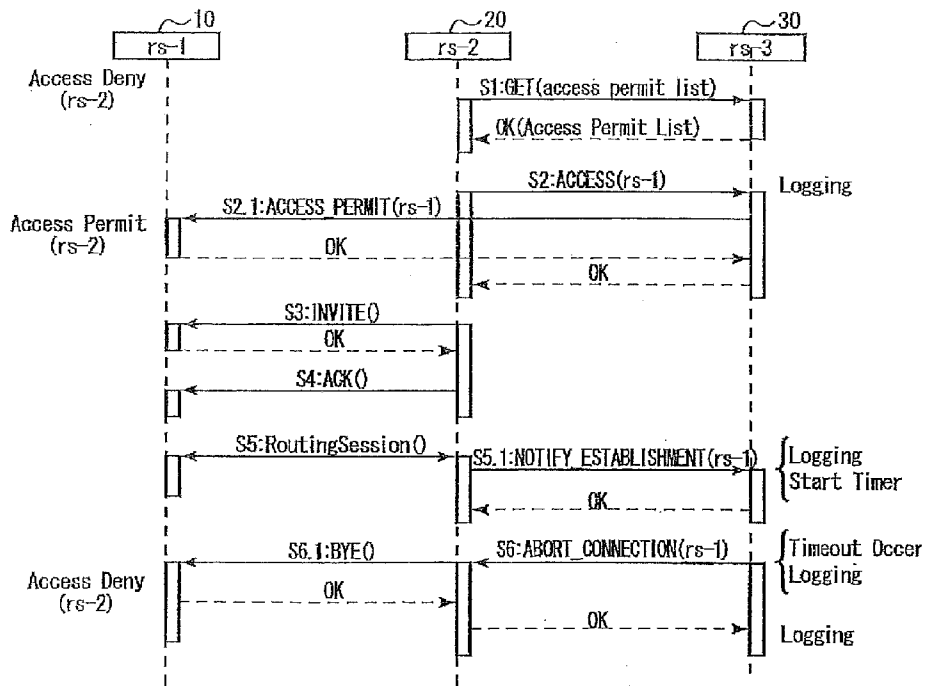 10
20
30
rs-1
rs-2
rs-3
Access Deny
(rs-2)
S1:GET(access permit list)
OK(Access Permit List)
S2:ACCESS(rs-1)
Logging
S2.1:ACCESS_PERMIT(rs-1)
Access Permit
(rs-2)
OK
OK
S3:INVITE()
OK
S4:ACK()
S5:RoutingSession()
S5.1:NOTIFY_ESTABLISHMENT(rs-1)
Logging
Start Timer
OK
S6.1:BYE()
S6:ABORT_CONNECTION(rs-1)
Timeout Occer
Logging
Access Deny
(rs-2)
OK
OK
Logging